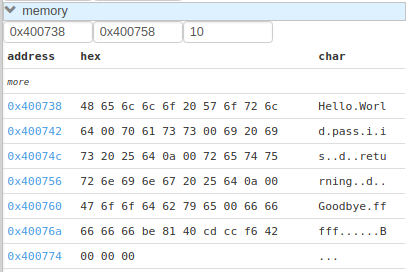 memory
0x400738 0x400758 10
address hex char
more
0x400738 48 65 6c 6c 6f 20 57 6f 72 6c Hello.Worl
0x400742 64 00 70 61 73 73 00 69 20 69 d.pass.i.i
0x40074c 73 20 25 64 0a 00 72 65 74 75 s..d..retu
0x400756 72 6e 69 6e 67 20 25 64 0a 00 rning..d..
0x400760 47 6f 6f 64 62 79 65 00 66 66 Goodbye.ff
0x40076a 66 66 66 be 81 40 cd cc f6 42 fff......B
0x400774 00 00 00 ...